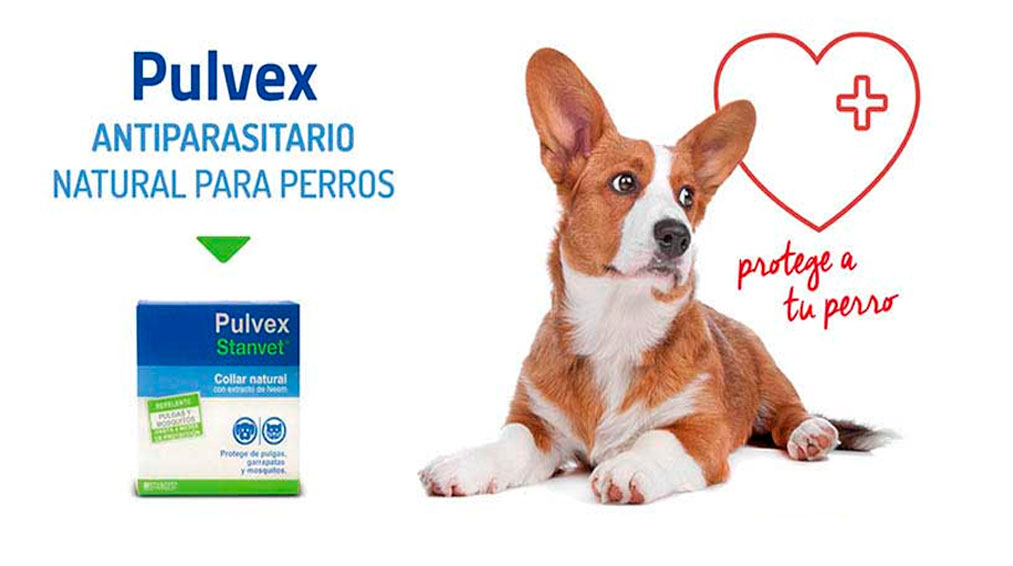 Pulvex
ANTIPARASITARIO
NATURAL PARA PERROS
Pulvex
Stanvet®
Collar natural
con extracto de Neem
REPELENTE
PULGAS Y
MOSQUITOS
Protege de pulgas,
garrapatas
y mosquitos.
protege a
tu perro